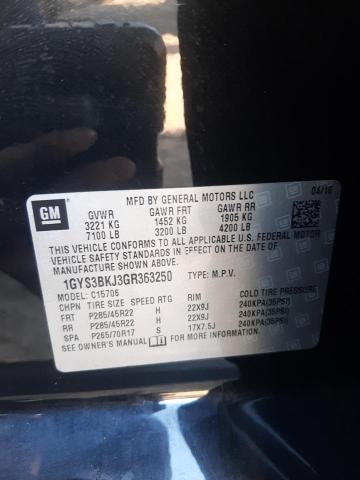 GM
MFD BY GENERAL MOTORS LLC
04/16
GVWR GAWR FRT GAWR RR
3221 KG 1452 KG 1905 KG
7100 LB 3200 LB 4200 LB
THIS VEHICLE CONFORMS TO ALL APPLICABLE U.S. FEDERAL MOTOR
VEHICLE SAFETY STANDARDS IN EFFECT ON THE DATE OF
MANUFACTURE SHOWN ABOVE.
1GYS3BKJ3GR363250 TYPE: M.P.V.
MODEL: C15706
CHPN TIRE SIZE SPEED RTG RIM COLD TIRE PRESSURE
FRT P285/45R22 H 22X9J 240KPA(35PSI)
RR P285/45R22 H 22X9J 240KPA(35PSI)
SPA P265/70R17 S 17X7.5J 240KPA(35PSI)
SEE OWNER'S MANUAL FOR MORE INFORMATION.